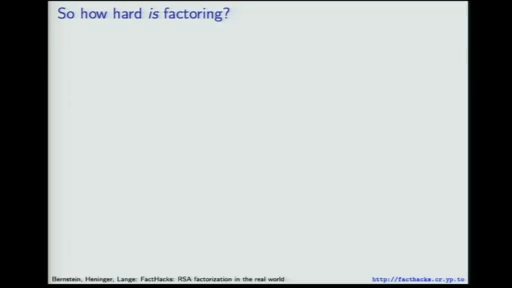 So how hard is factoring?
Bernstein, Heninger, Lange: FactHacks: RSA factorization in the real world
http://facthacks.cr.yp.to